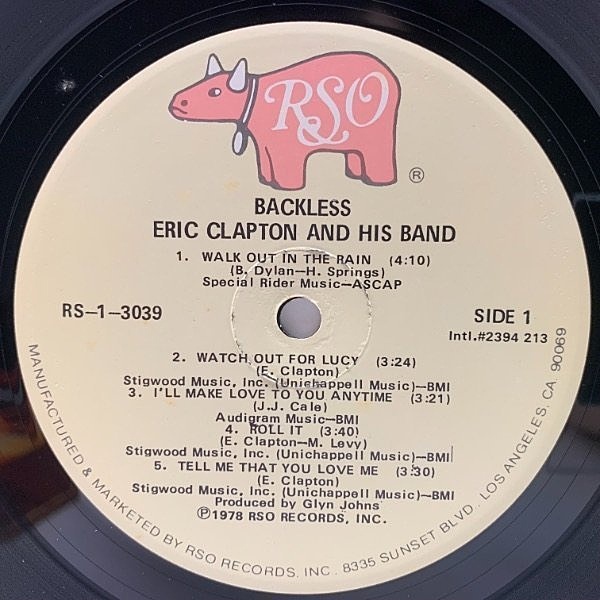 RSO
®
BACKLESS
ERIC CLAPTON AND HIS BAND
1. WALK OUT IN THE RAIN (4:10)
(B. Dylan—H. Springs)
Special Rider Music—ASCAP
RS—1—3039
SIDE 1
Intl.#2394 213
2. WATCH OUT FOR LUCY (3:24)
(E. Clapton)
Stigwood Music, Inc. (Unichappell Music)—BMI
3. I'LL MAKE LOVE TO YOU ANYTIME (3:21)
(J.J. Cale)
Audigram Music—BMI
4. ROLL IT (3:40)
(E. Clapton—M. Levy)
Stigwood Music, Inc. (Unichappell Music)—BMI
5. TELL ME THAT YOU LOVE ME (3:30)
(E. Clapton)
Stigwood Music, Inc. (Unichappell Music)—BMI
Produced by Glyn Johns
℗1978 RSO RECORDS, INC.
MANUFACTURED & MARKETED BY RSO RECORDS, INC. 8335 SUNSET BLVD. LOS ANGELES, CA 90069